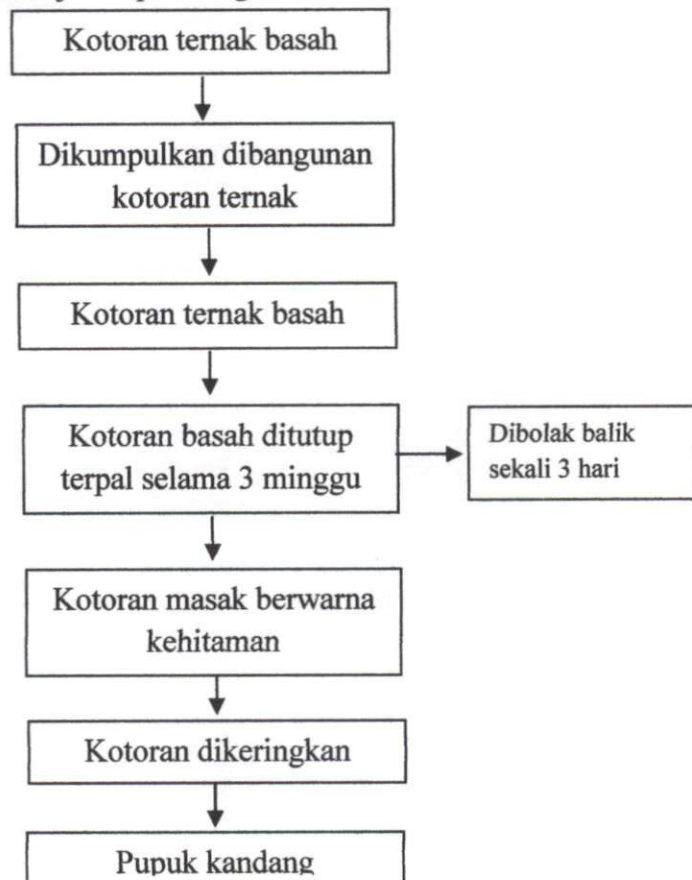 Kotoran ternak basah
Dikumpulkan dibangunan
kotoran ternak
Kotoran ternak basah
Kotoran basah ditutup
terpal selama 3 minggu
Dibolak balik
sekali 3 hari
Kotoran masak berwarna
kehitaman
Kotoran dikeringkan
Pupuk kandang